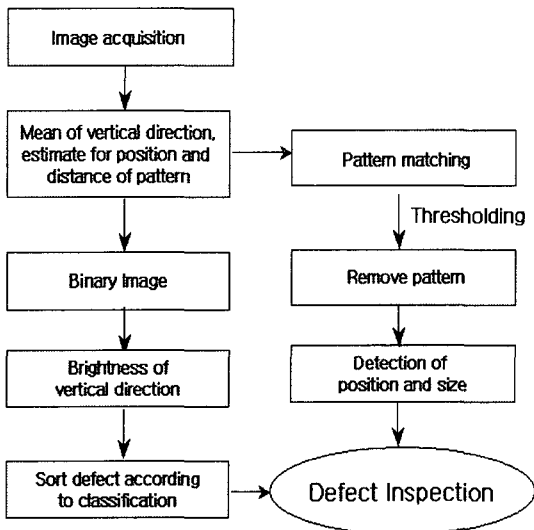 Image acquisition
Mean of vertical direction,
estimate for position and
distance of pattern
Pattern matching
Thresholding
Binary Image
Remove pattern
Brightness of
vertical direction
Detection of
position and size
Sort defect according
to classification
Defect Inspection